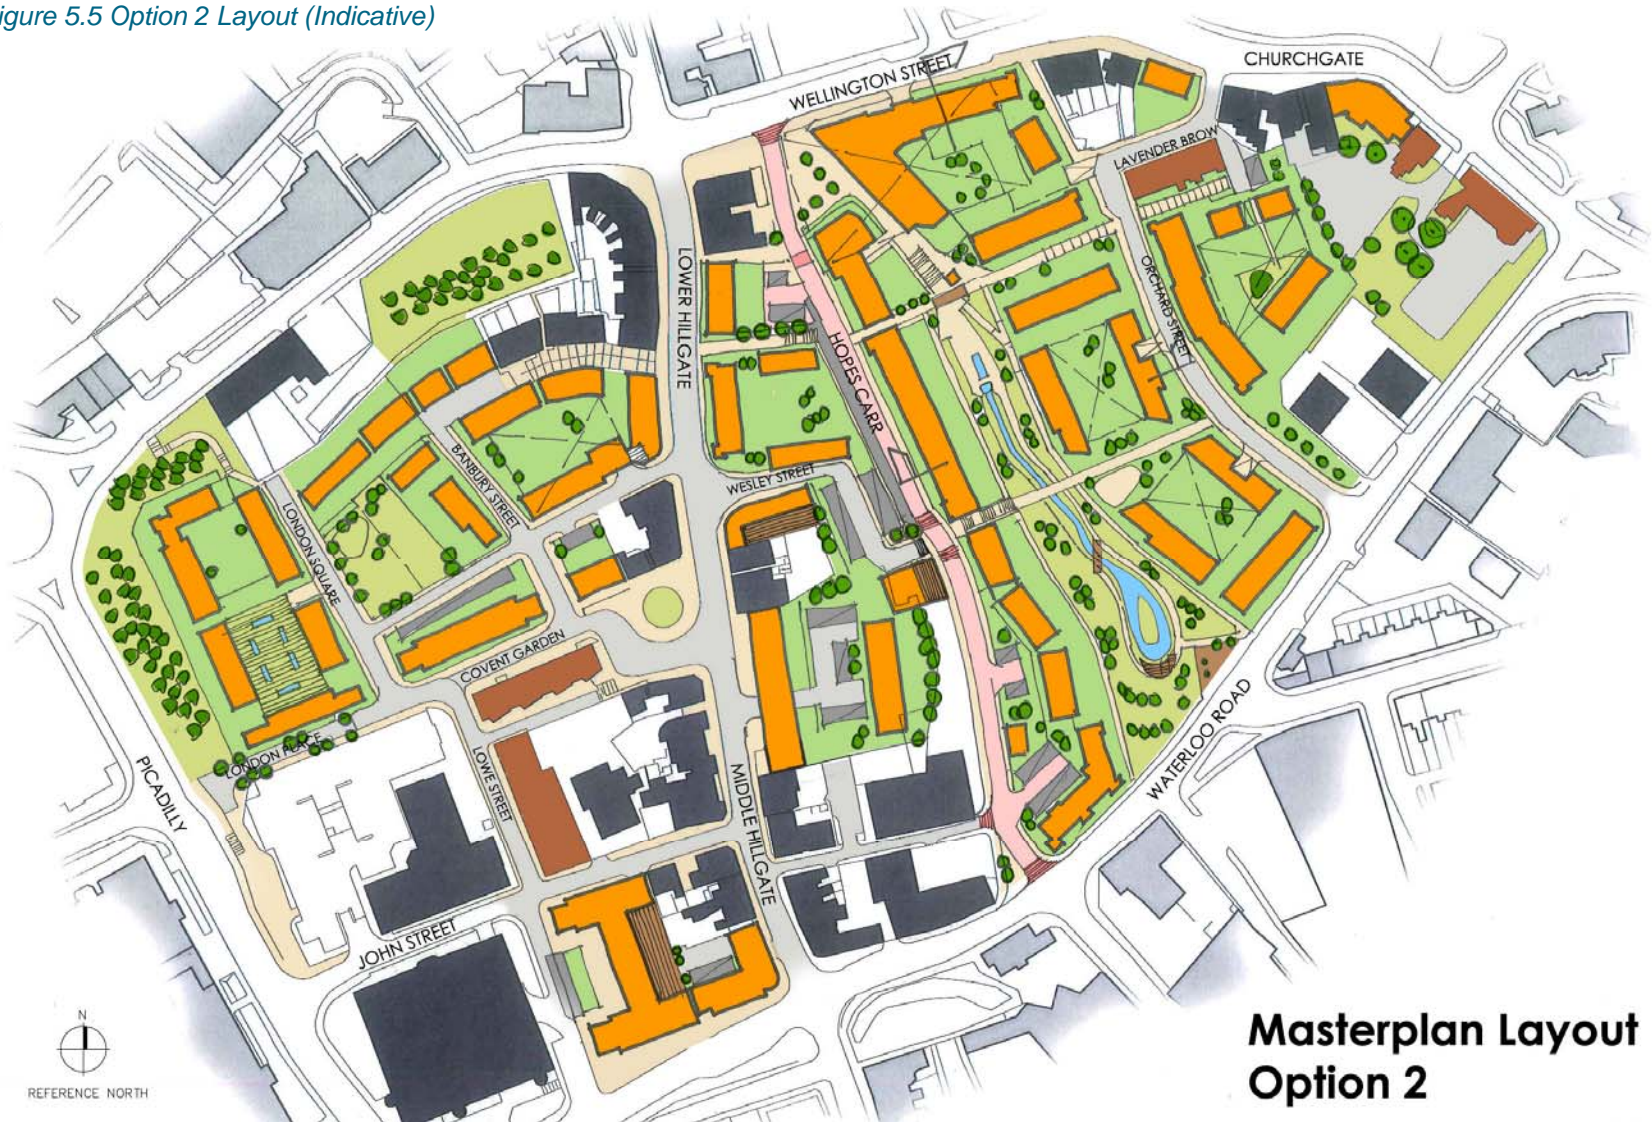 igure 5.5 Option 2 Layout (Indicative)
CHURCHGATE
WELLINGTON STREET
LAVENDER BROW
LOWER HILLGATE
ORCHARD STREET
HOPES CARR
BANBURY STREET
WESLEY STREET
LONDON SQUARE
COVENT GARDEN
LONDON PLACE
PICADILLY
LOWE STREET
MIDDLE HILLGATE
WATERLOO ROAD
JOHN STREET
N
REFERENCE NORTH
Masterplan Layout
Option 2